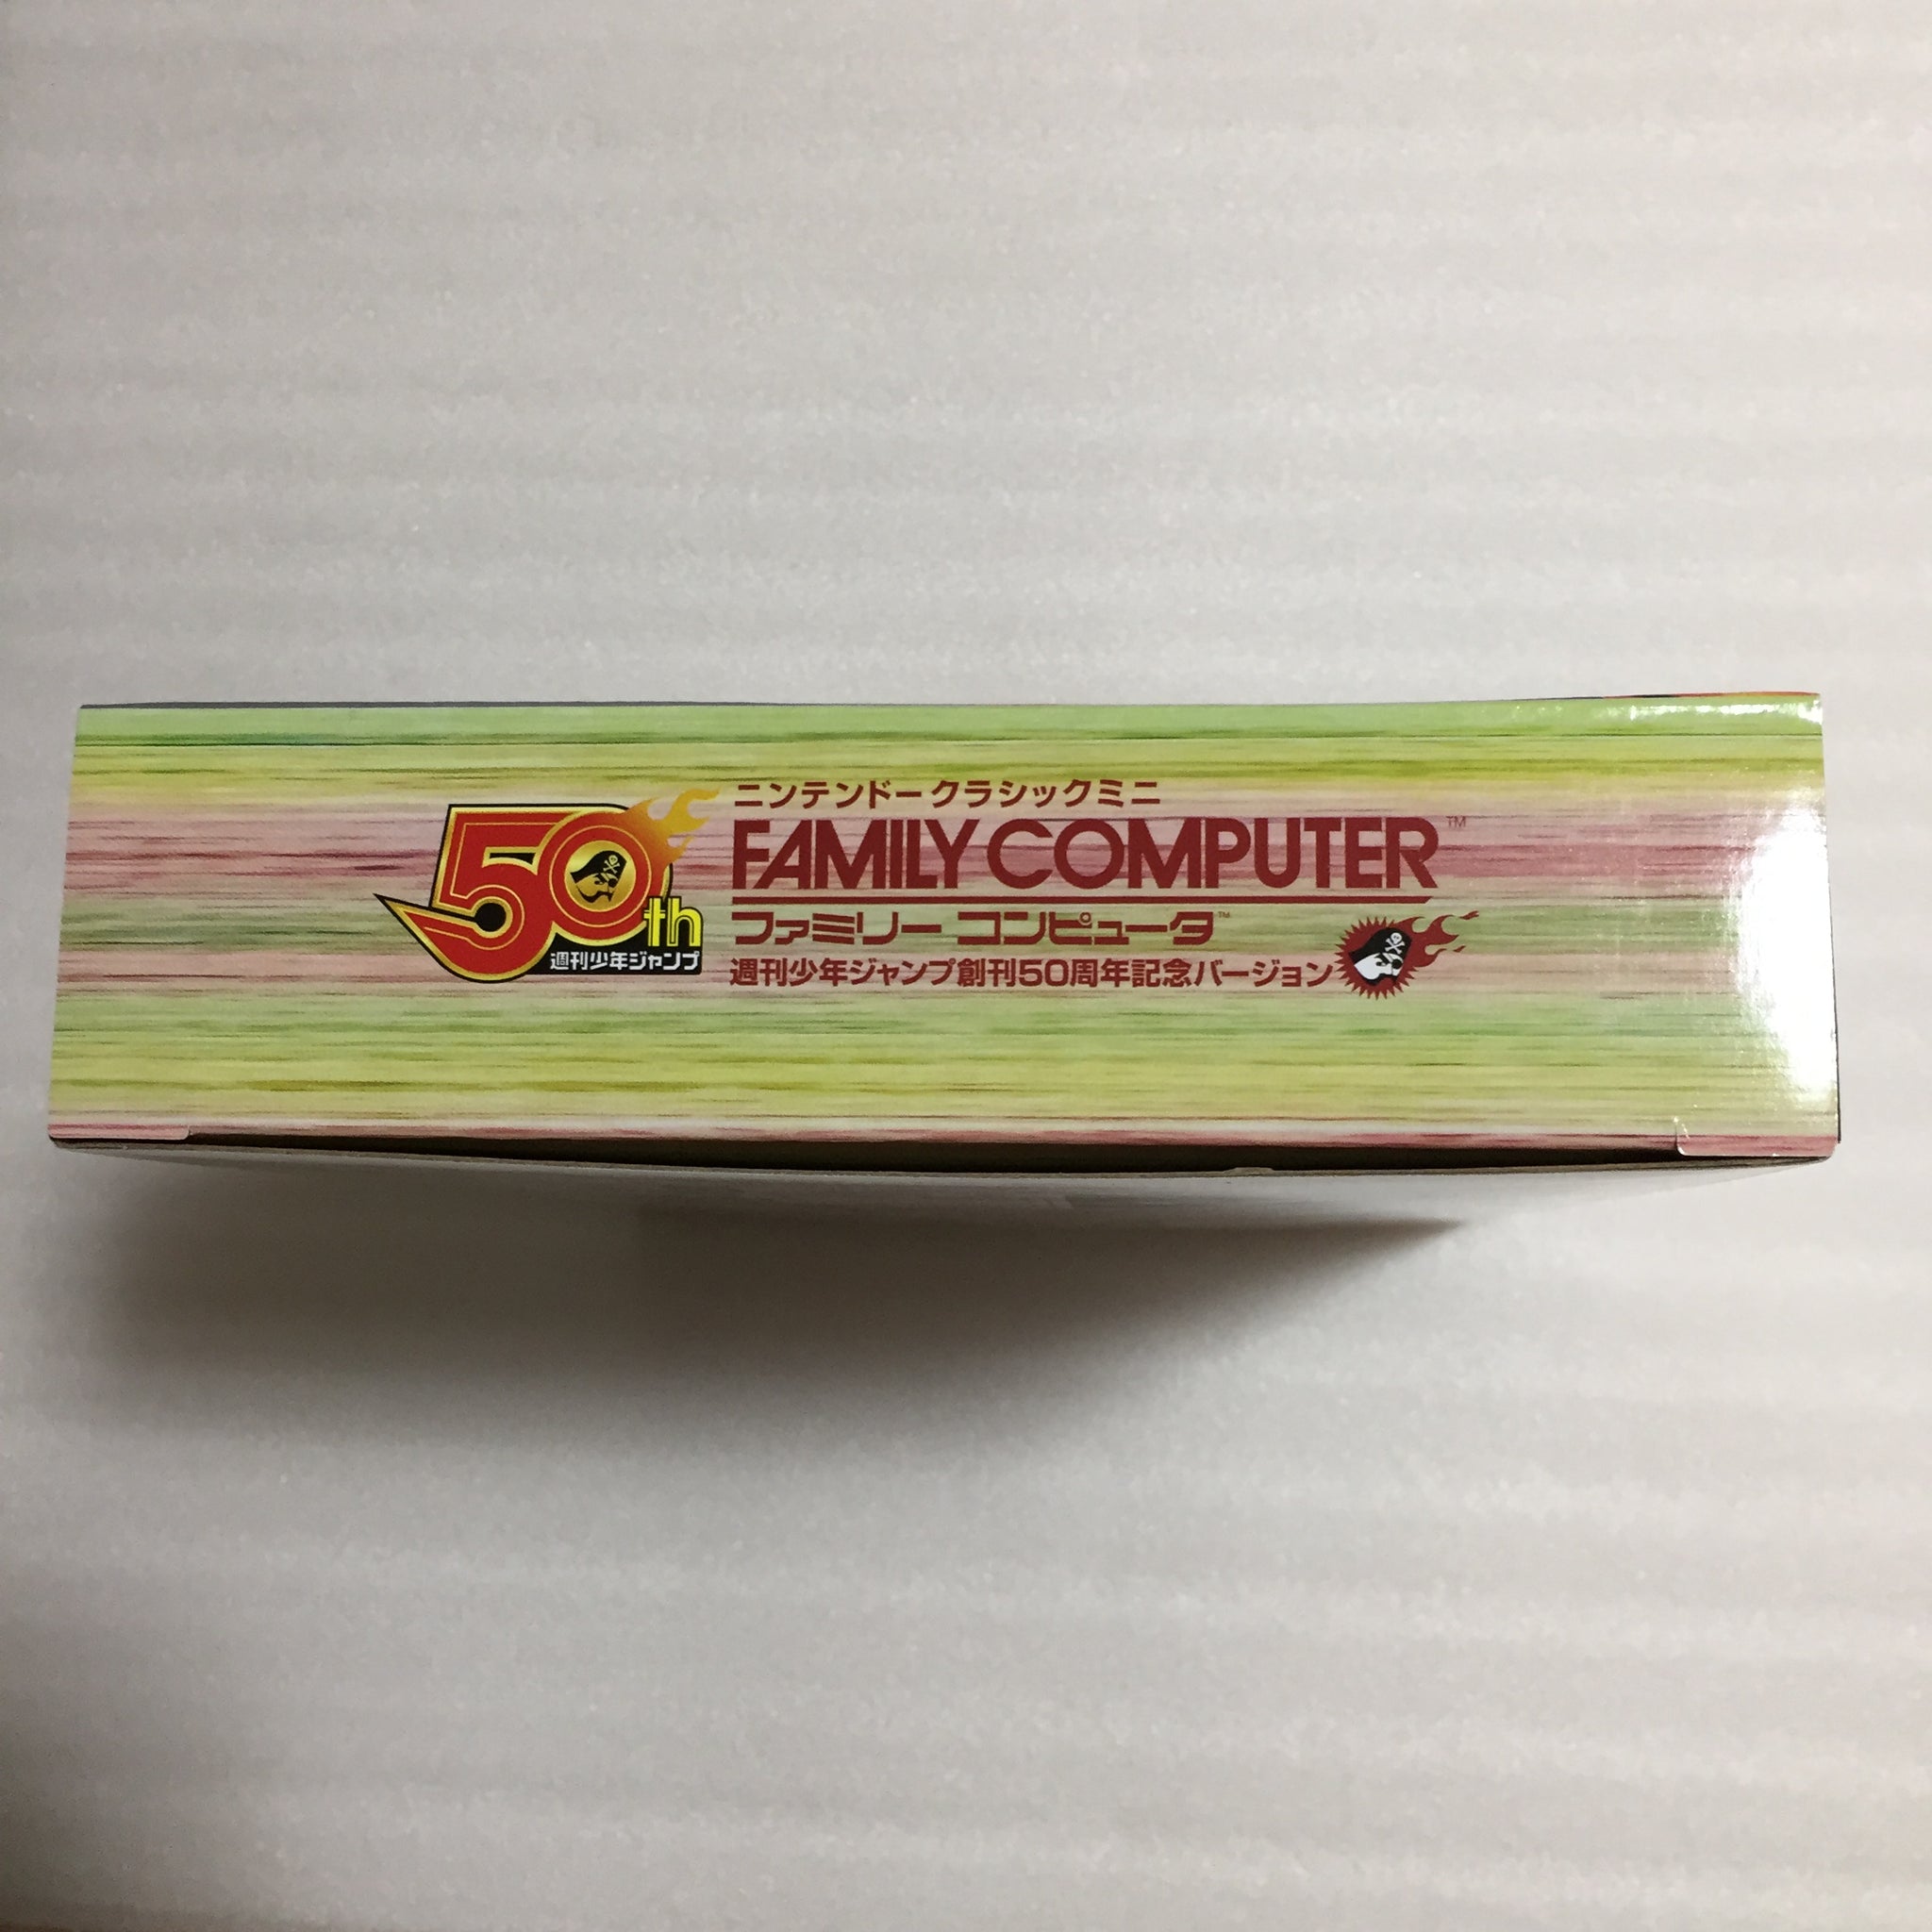 50th
週刊少年ジャンプ
ニンテンドークラシックミニ
FAMILY COMPUTER™
ファミリー コンピュータ™
週刊少年ジャンプ創刊50周年記念バージョン